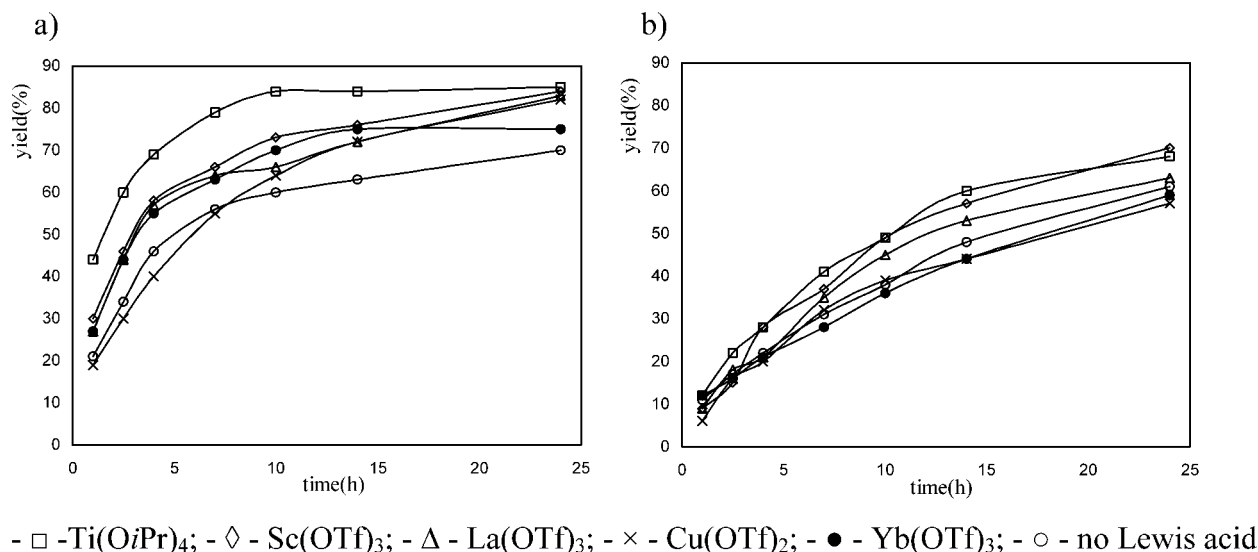 a)
b)
90
80
70
60
50
40
30
20
10
0
yield(%)
0 5 10 15 20 25
time(h)
90
80
70
60
50
40
30
20
10
0
yield(%)
0 5 10 15 20 25
time(h)
- □ -Ti(OiPr)4; - ◊ - Sc(OTf)3; - Δ - La(OTf)3; - × - Cu(OTf)2; - ● - Yb(OTf)3; - ○ - no Lewis acid